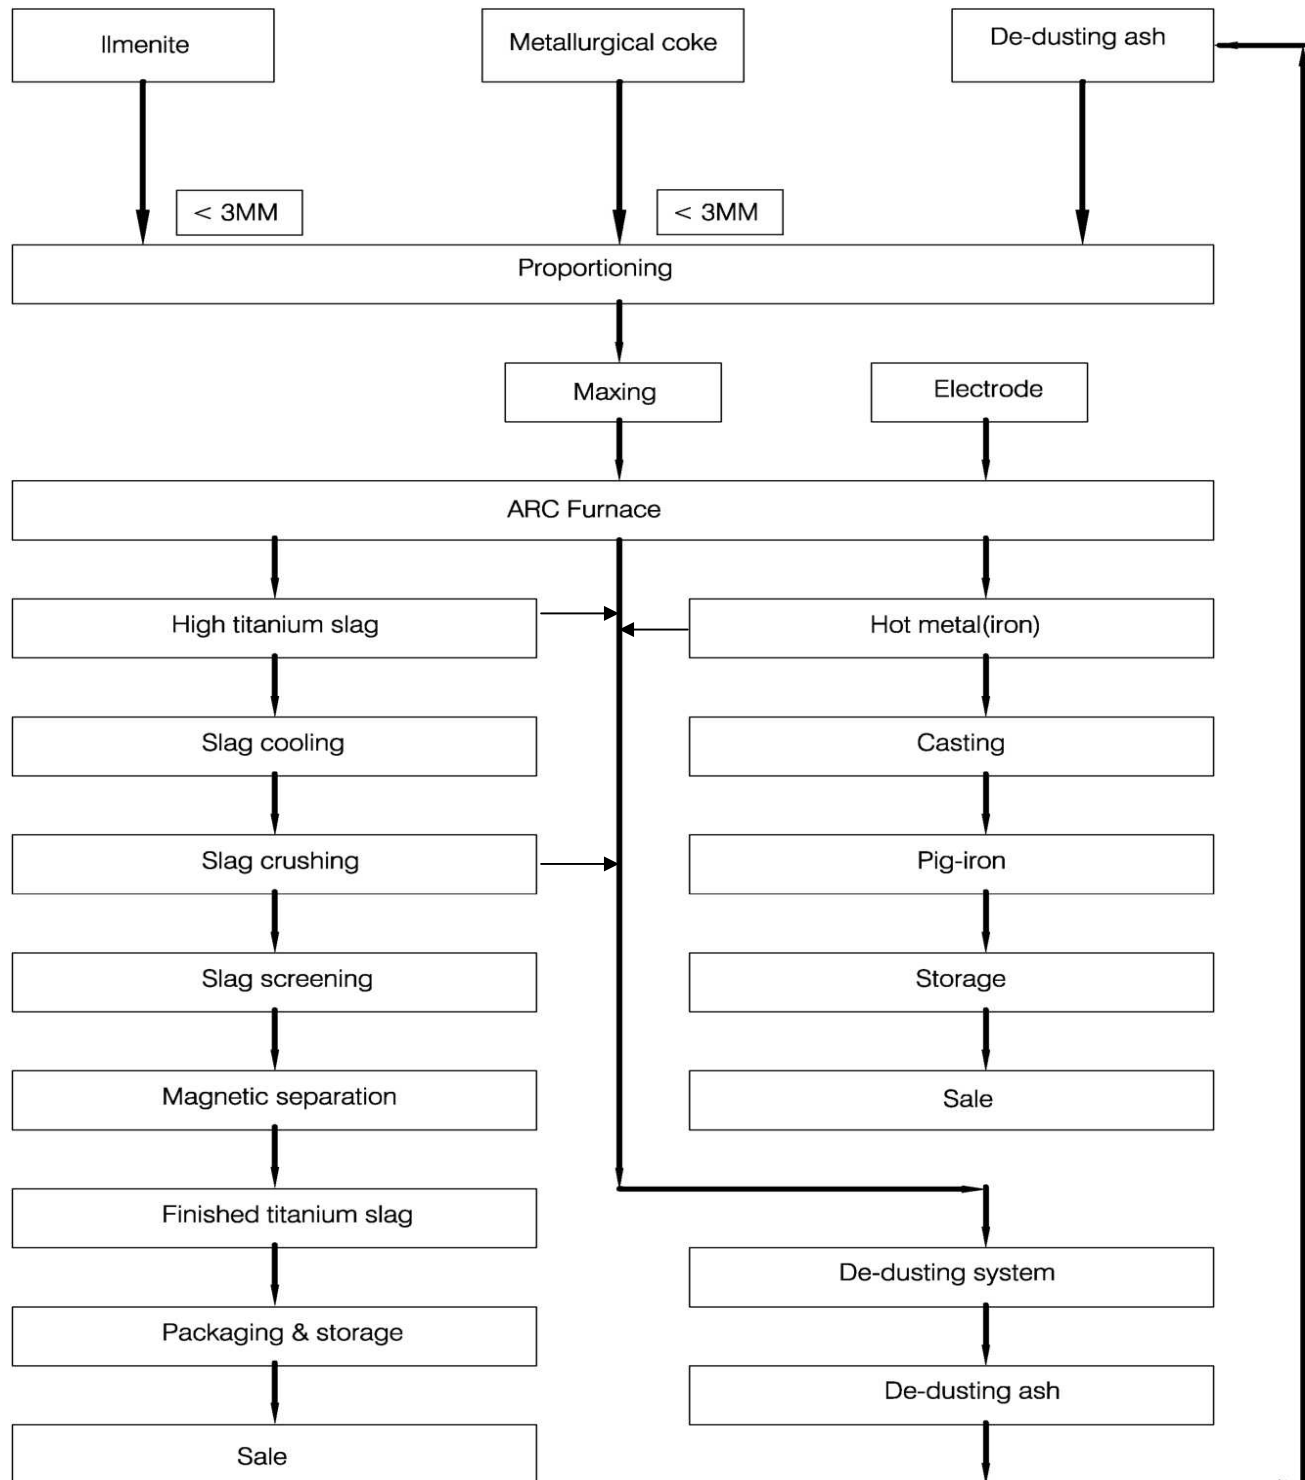 Ilmenite
Metallurgical coke
De-dusting ash
< 3MM
< 3MM
Proportioning
Maxing
Electrode
ARC Furnace
High titanium slag
Hot metal(iron)
Slag cooling
Casting
Slag crushing
Pig-iron
Slag screening
Storage
Magnetic separation
Sale
Finished titanium slag
De-dusting system
Packaging & storage
De-dusting ash
Sale